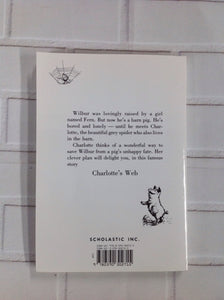 Wilbur was lovingly raised by a girl
named Fern. But now he's a barn pig. He's
bored and lonely — until he meets Char-
lotte, the beautiful grey spider who also lives
in the barn.
Charlotte thinks of a wonderful way to
save Wilbur from a pig's unhappy fate. Her
clever plan will delight you, in this famous
story
Charlotte's Web
SCHOLASTIC INC.